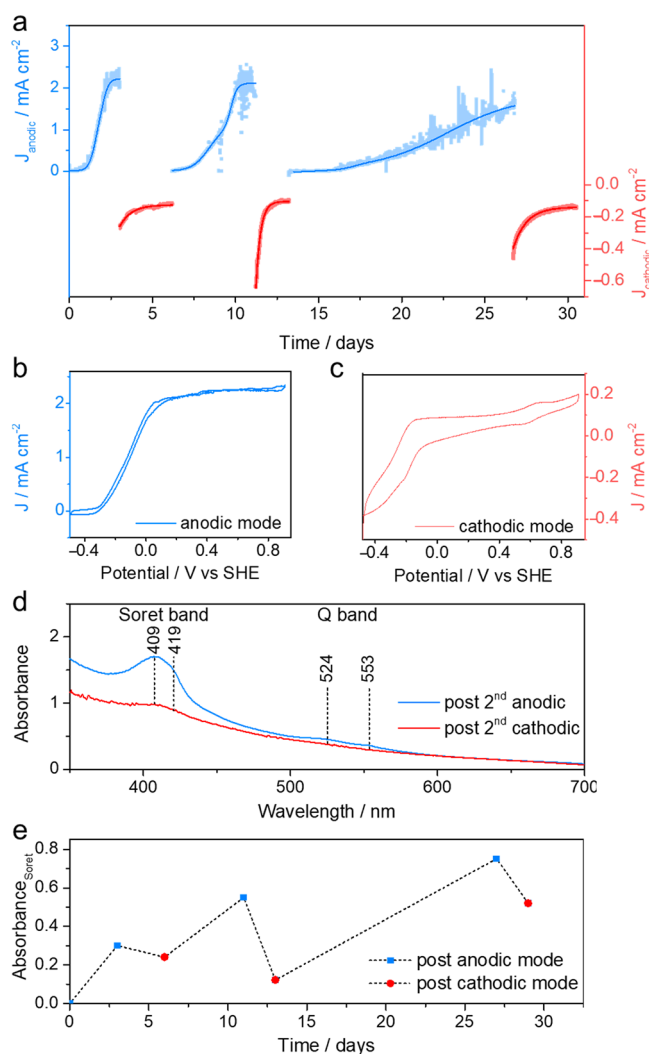 a
J_anodic / mA cm⁻²
3
2
1
0
0.0
−0.2
−0.4
−0.6
J_cathodic / mA cm⁻²
0 5 10 15 20 25 30
Time / days
b
J / mA cm⁻²
2
1
0
−0.4 0.0 0.4 0.8
anodic mode
Potential / V vs SHE
c
0.2
0.0
−0.2
−0.4
J / mA cm⁻²
−0.4 0.0 0.4 0.8
cathodic mode
Potential / V vs SHE
d
Soret band
Q band
409
419
524
553
Absorbance
2
1
0
post 2nd anodic
post 2nd cathodic
400 500 600 700
Wavelength / nm
e
Absorbance_Soret
0.8
0.6
0.4
0.2
0.0
post anodic mode
post cathodic mode
0 5 10 15 20 25 30
Time / days